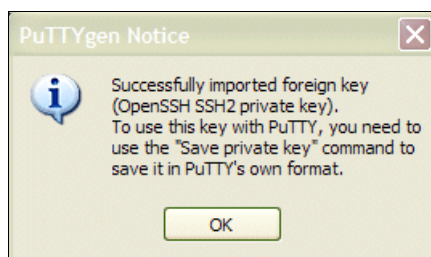 PuTTYgen Notice
Successfully imported foreign key
(OpenSSH SSH2 private key).
To use this key with PuTTY, you need to
use the "Save private key" command to
save it in PuTTY's own format.
OK